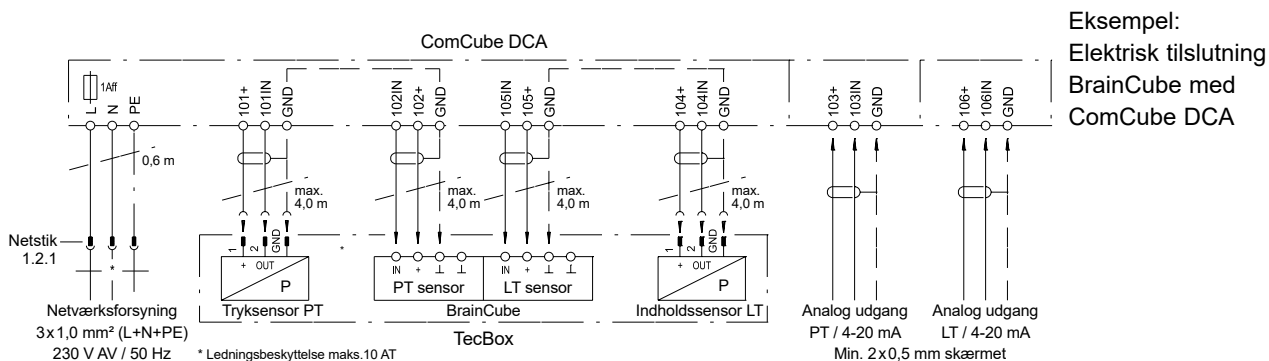 ComCube DCA
Eksempel:
Elektrisk tilslutning
BrainCube med
ComCube DCA
1Aff
L
N
PE
101+
101IN
GND
102IN
102+
GND
105IN
105+
GND
104+
104IN
GND
103+
103IN
GND
106+
106IN
GND
0,6 m
max.
4,0 m
max.
4,0 m
max.
4,0 m
max.
4,0 m
Netstik
1.2.1
*
*
1
2
GND
+ OUT
P
IN + ⊥ ⊥
PT sensor
IN + ⊥ ⊥
LT sensor
1
2
GND
+ OUT
P
Netværksforsyning
3x1,0 mm² (L+N+PE)
230 V AV / 50 Hz
Tryksensor PT
BrainCube
Indholdssensor LT
TecBox
* Ledningsbeskyttelse maks.10 AT
Analog udgang
PT / 4-20 mA
Analog udgang
LT / 4-20 mA
Min. 2x0,5 mm skærmet